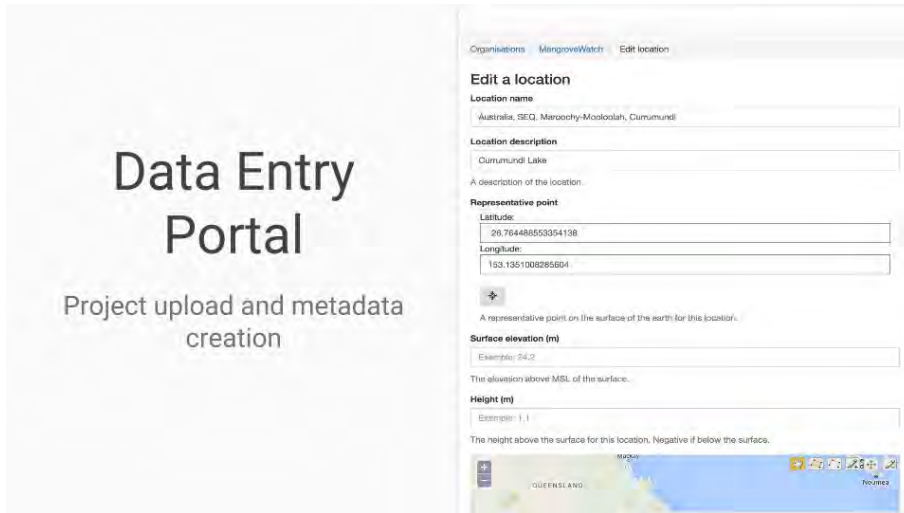 Data Entry
Portal
Project upload and metadata
creation
Organisations MangroveWatch Edit location
Edit a location
Location name
Australia, SEQ, Maroochy-Mooloolah, Currumundi
Location description
Currumundi Lake
A description of the location.
Representative point
Latitude:
26.764488553354138
Longitude:
153.1351008285604
A representative point on the surface of the earth for this location.
Surface elevation (m)
Example: 24.2
The elevation above MSL of the surface.
Height (m)
Example: 1.1
The height above the surface for this location. Negative if below the surface.
Mackay
QUEENSLAND
Noumea